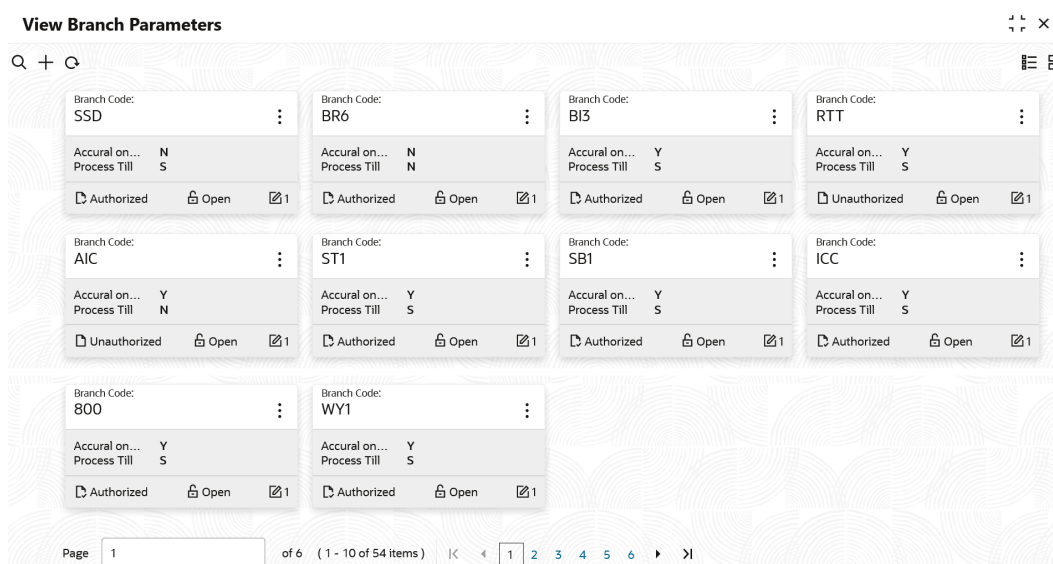 View Branch Parameters
Branch Code:
SSD
Accural on... N
Process Till S
Authorized Open 1
Branch Code:
BR6
Accural on... N
Process Till N
Authorized Open 1
Branch Code:
BI3
Accural on... Y
Process Till S
Authorized Open 1
Branch Code:
RTT
Accural on... Y
Process Till S
Unauthorized Open 1
Branch Code:
AIC
Accural on... Y
Process Till N
Unauthorized Open 1
Branch Code:
ST1
Accural on... Y
Process Till S
Authorized Open 1
Branch Code:
SB1
Accural on... Y
Process Till S
Authorized Open 1
Branch Code:
ICC
Accural on... Y
Process Till S
Authorized Open 1
Branch Code:
800
Accural on... Y
Process Till S
Authorized Open 1
Branch Code:
WY1
Accural on... Y
Process Till S
Authorized Open 1
Page 1 of 6 ( 1 - 10 of 54 items ) 1 2 3 4 5 6